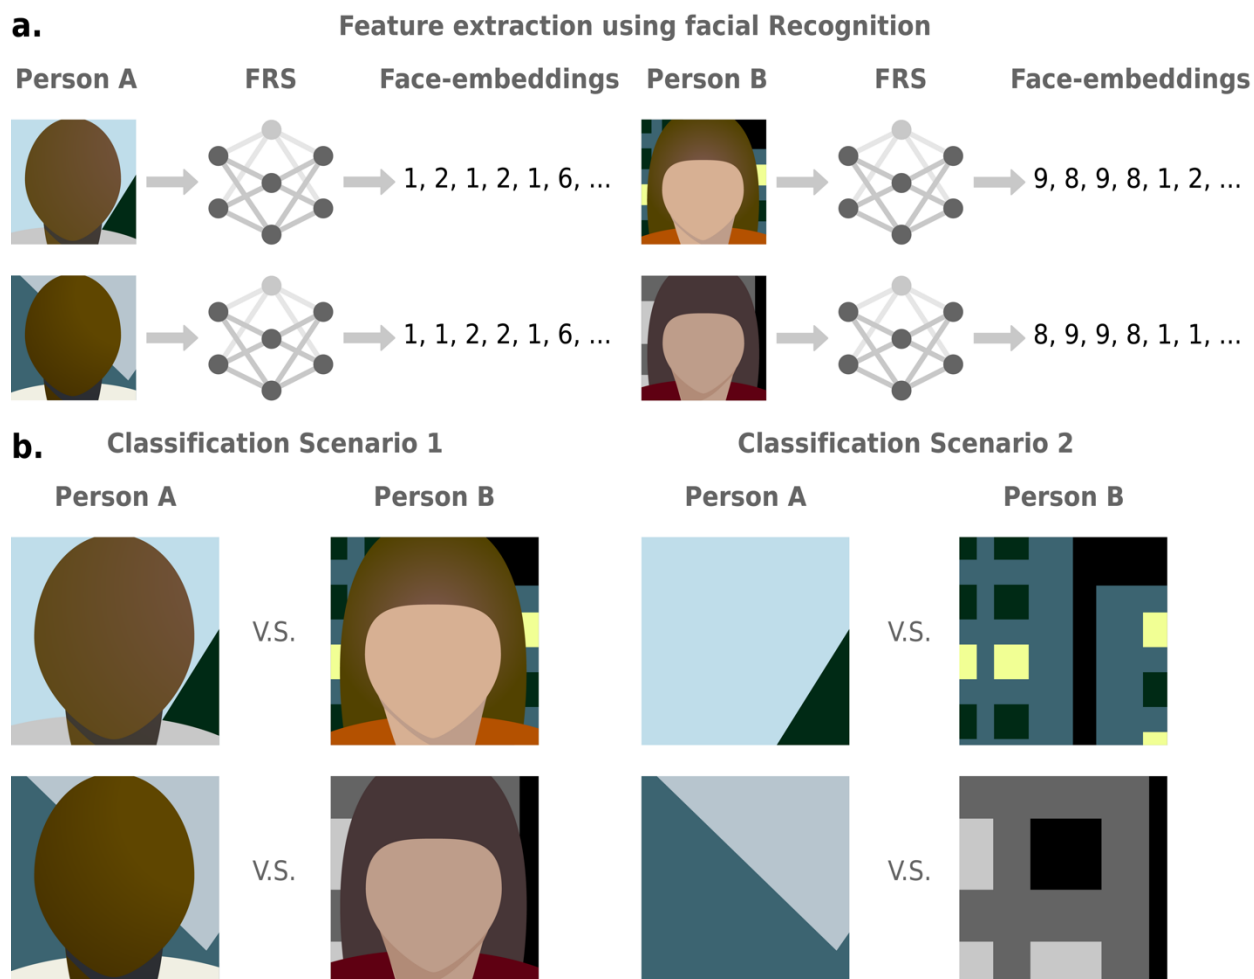 a.
Feature extraction using facial Recognition
Person A
FRS
Face-embeddings
Person B
FRS
Face-embeddings
1, 2, 1, 2, 1, 6, ...
9, 8, 9, 8, 1, 2, ...
1, 1, 2, 2, 1, 6, ...
8, 9, 9, 8, 1, 1, ...
b.
Classification Scenario 1
Classification Scenario 2
Person A
Person B
Person A
Person B
V.S.
V.S.
V.S.
V.S.